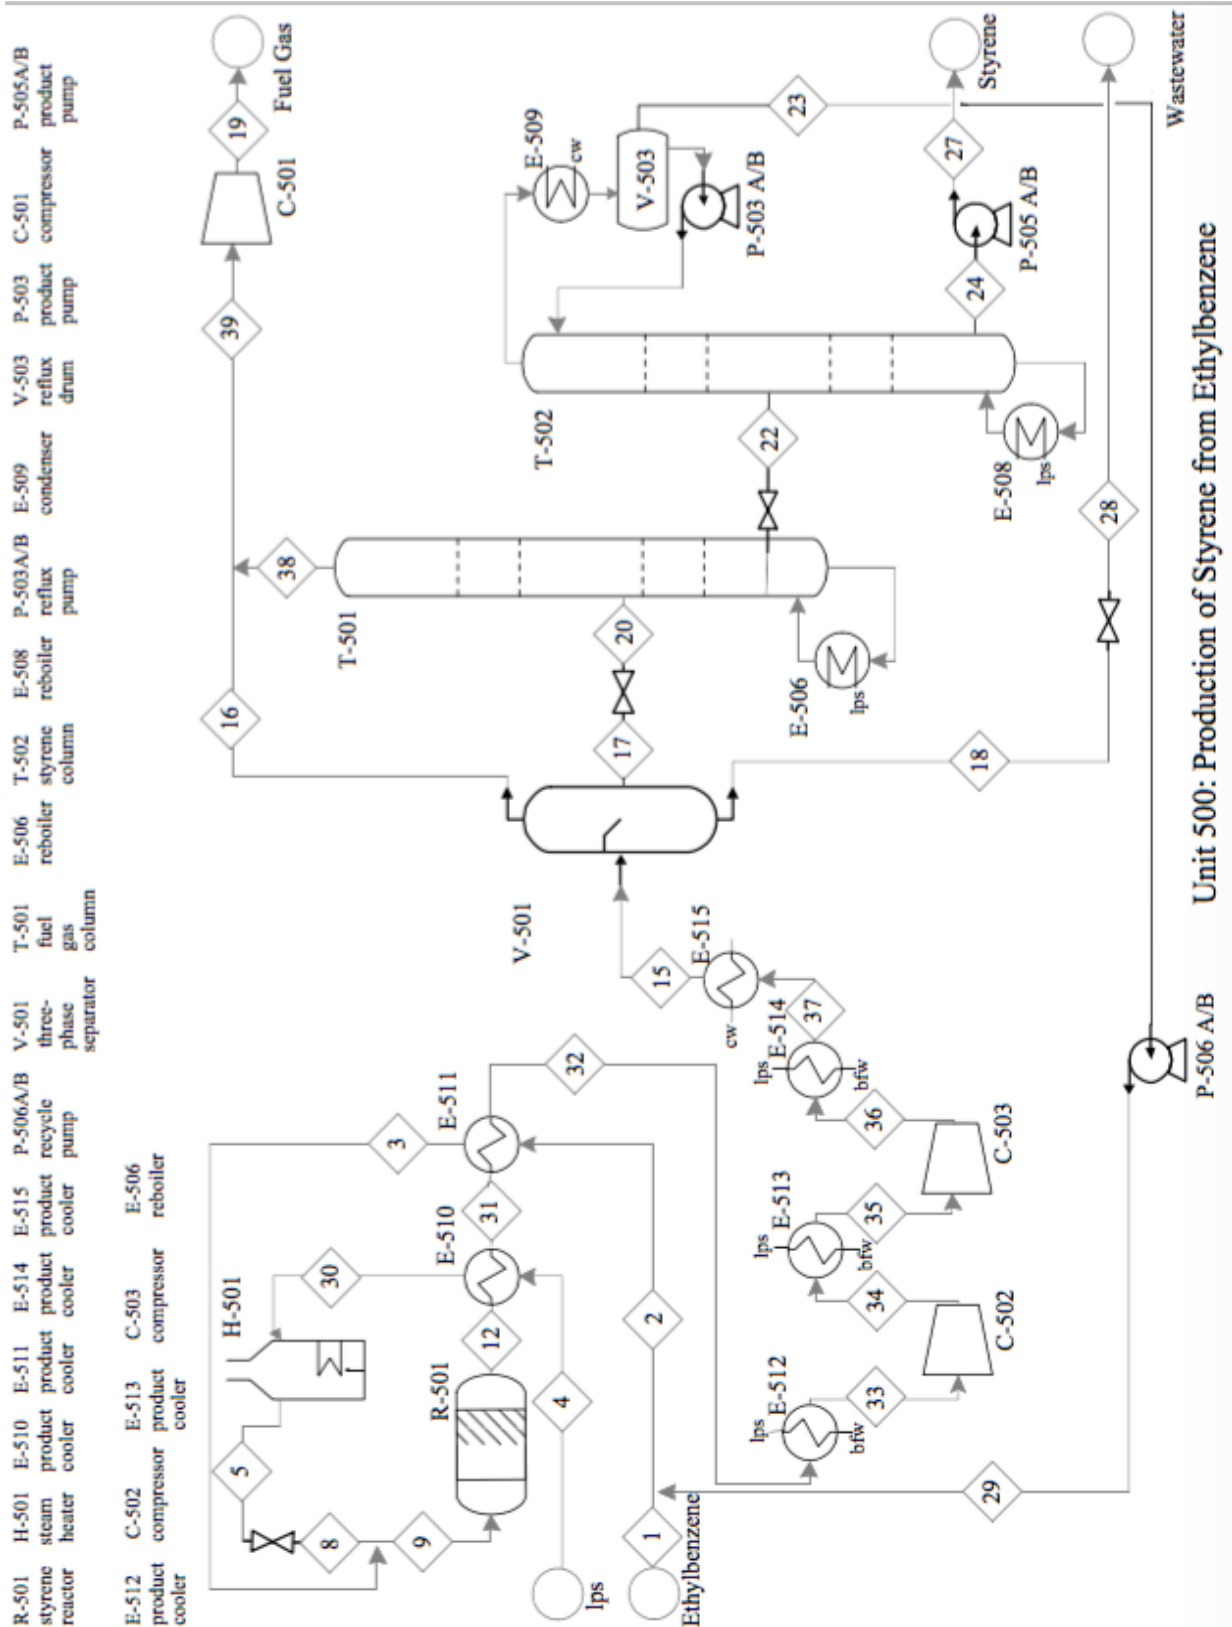 R-501
styrene
reactor
H-501
steam
heater
E-510
product
cooler
E-511
product
cooler
E-514
product
cooler
E-515
product
cooler
P-506A/B
recycle
pump
V-501
three-
phase
separator
T-501
fuel
gas
column
E-506
reboiler
T-502
styrene
column
E-508
reboiler
P-503A/B
reflux
pump
E-509
condenser
V-503
reflux
drum
P-503
product
pump
C-501
compressor
P-505A/B
product
pump
E-512
product
cooler
C-502
compressor
E-513
product
cooler
C-503
compressor
E-506
reboiler
H-501
5
8
9
R-501
12
30
E-510
31
3
E-511
32
4
lps
2
1
Ethylbenzene
lps
E-512
bfw
33
C-502
34
lps
E-513
bfw
35
C-503
36
lps
E-514
bfw
37
cw
E-515
15
29
P-506 A/B
V-501
16
17
18
20
T-501
38
E-506
lps
39
C-501
19
Fuel Gas
22
T-502
E-508
lps
E-509
cw
V-503
P-503 A/B
23
24
P-505 A/B
27
Styrene
28
Wastewater
Unit 500: Production of Styrene from Ethylbenzene